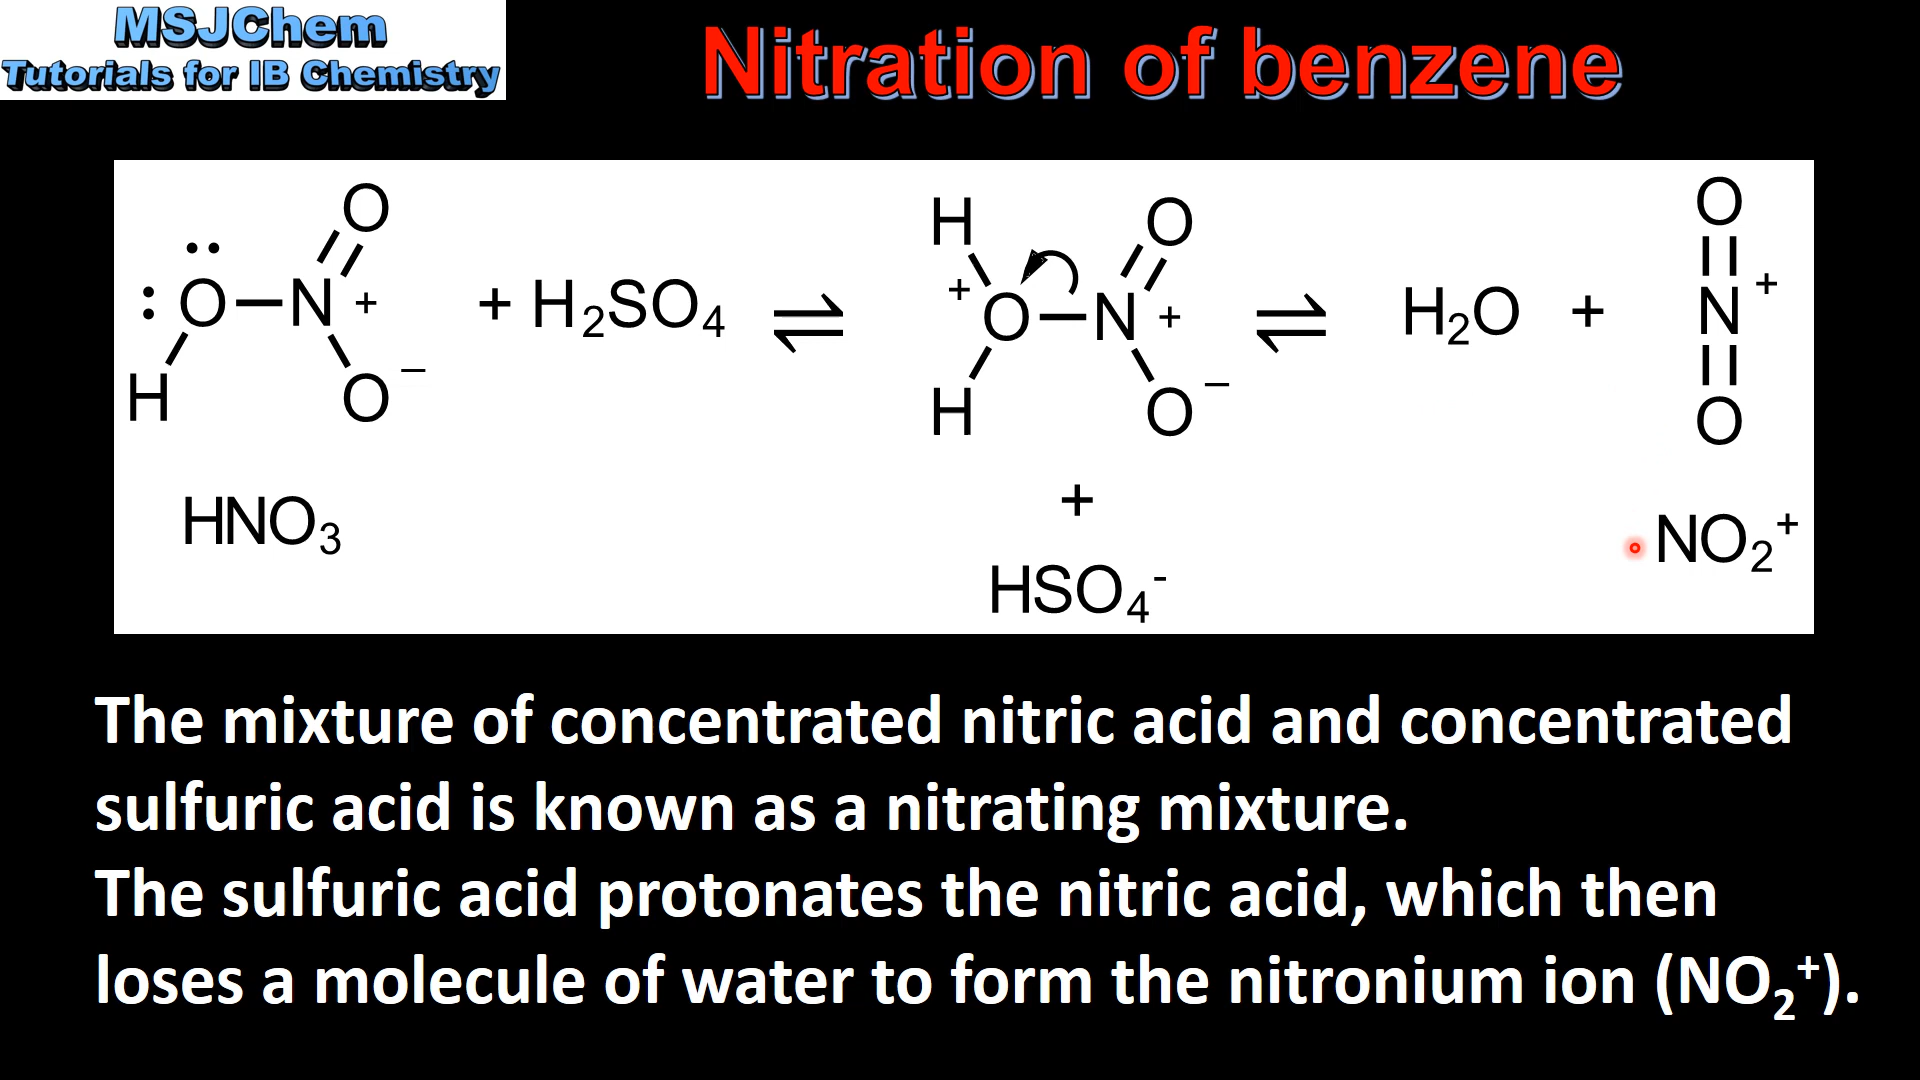 MSJChem
Tutorials for IB Chemistry
Nitration of benzene
H O N + O O − + H₂SO₄ ⇌ H + O H N + O O − ⇌ H₂O + O N + O
HNO₃
+
HSO₄⁻
NO₂⁺
The mixture of concentrated nitric acid and concentrated
sulfuric acid is known as a nitrating mixture.
The sulfuric acid protonates the nitric acid, which then
loses a molecule of water to form the nitronium ion (NO₂⁺).